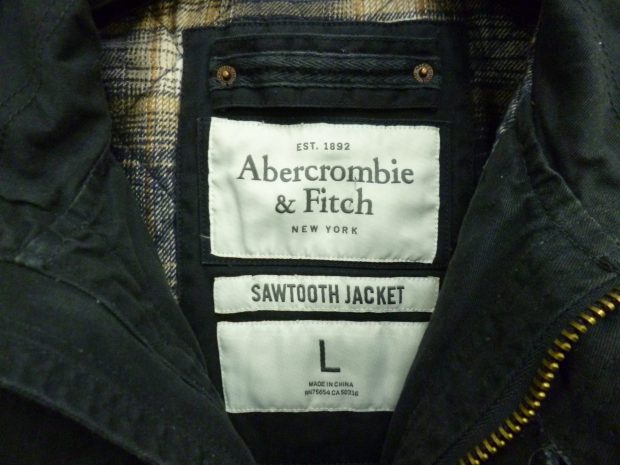 EST. 1892
Abercrombie
& Fitch
NEW YORK
SAWTOOTH JACKET
L
MADE IN CHINA
RN75654 CA 50316